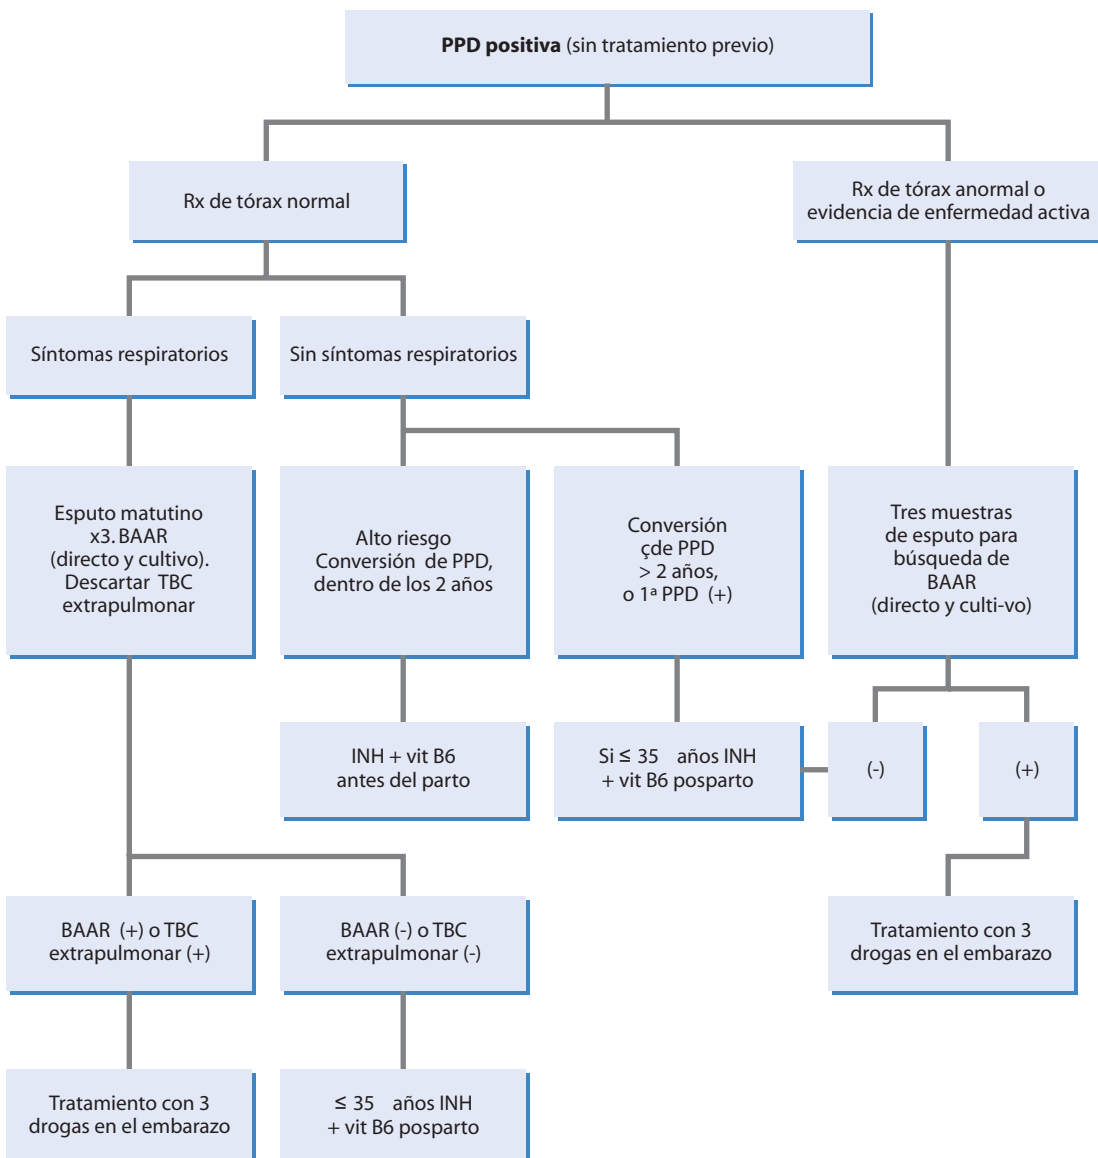 PPD positiva (sin tratamiento previo)
Rx de tórax normal
Rx de tórax anormal o
evidencia de enfermedad activa
Síntomas respiratorios
Sin síntomas respiratorios
Esputo matutino
x3. BAAR
(directo y cultivo).
Descartar TBC
extrapulmonar
Alto riesgo
Conversión de PPD,
dentro de los 2 años
Conversión
çde PPD
> 2 años,
o 1ª PPD (+)
Tres muestras
de esputo para
búsqueda de
BAAR
(directo y culti-vo)
INH + vit B6
antes del parto
Si ≤ 35 años INH
+ vit B6 posparto
(-)
(+)
BAAR (+) o TBC
extrapulmonar (+)
BAAR (-) o TBC
extrapulmonar (-)
Tratamiento con 3
drogas en el embarazo
Tratamiento con 3
drogas en el embarazo
≤ 35 años INH
+ vit B6 posparto